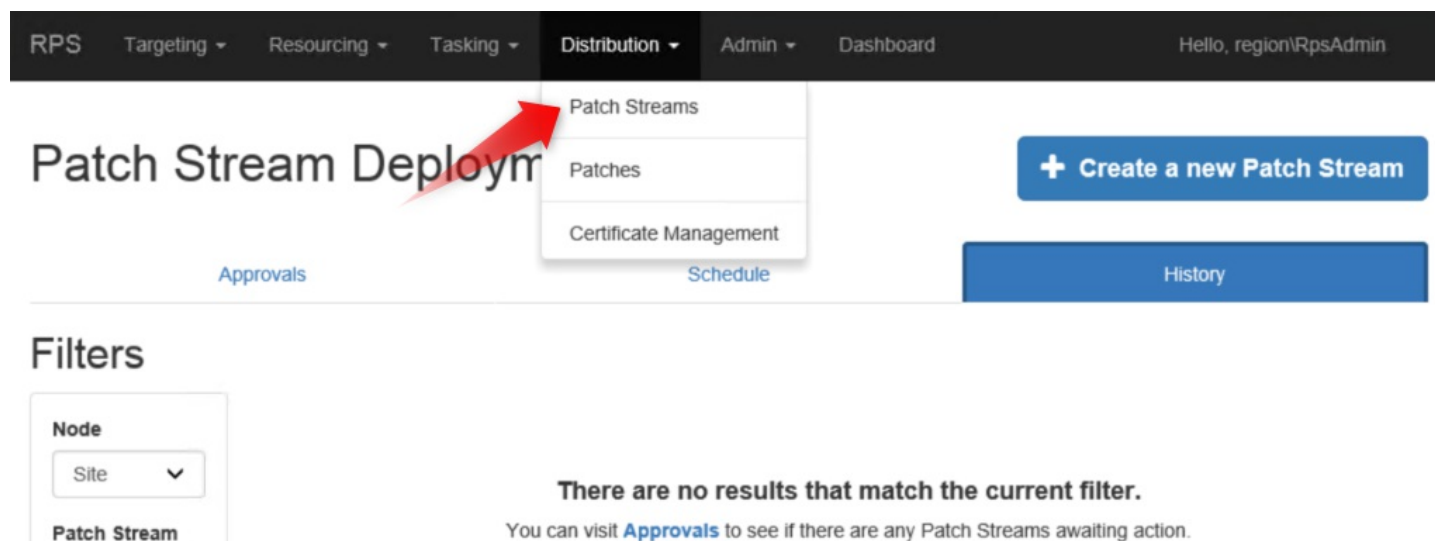 RPS Targeting Resourcing Tasking Distribution Admin Dashboard Hello, region\RpsAdmin
Patch Streams
Patch Stream Deploym
Patches
+ Create a new Patch Stream
Certificate Management
Approvals Schedule History
Filters
Node
Site
There are no results that match the current filter.
Patch Stream
You can visit Approvals to see if there are any Patch Streams awaiting action.